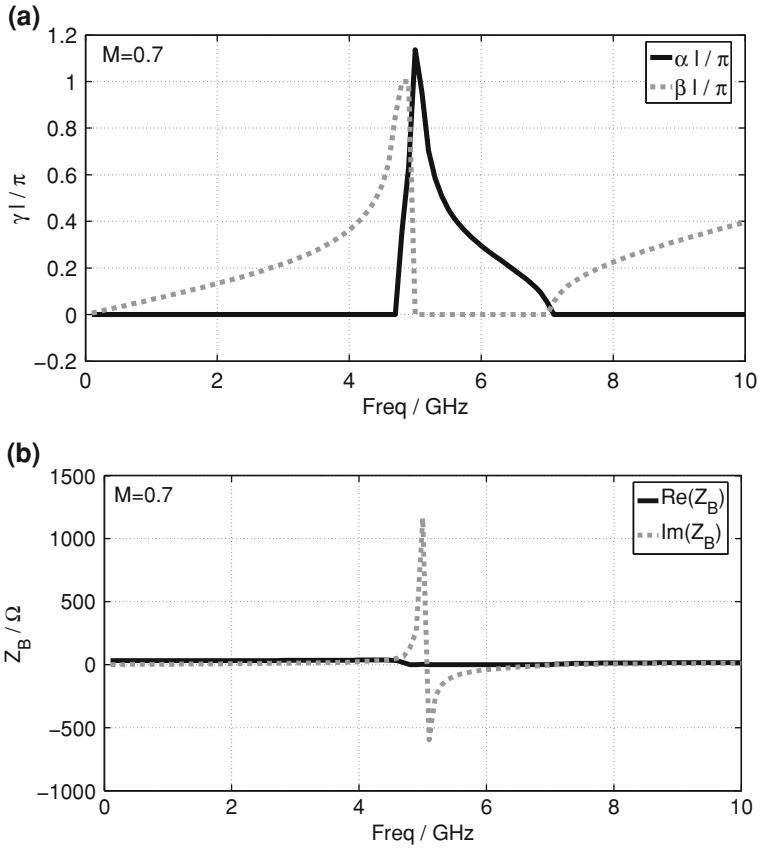 (a)
M=0.7
α l / π
β l / π
γ l / π
1.2
1
0.8
0.6
0.4
0.2
0
−0.2
0 2 4 6 8 10
Freq / GHz
(b)
M=0.7
Re(Z_B)
Im(Z_B)
Z_B / Ω
1500
1000
500
0
−500
−1000
0 2 4 6 8 10
Freq / GHz